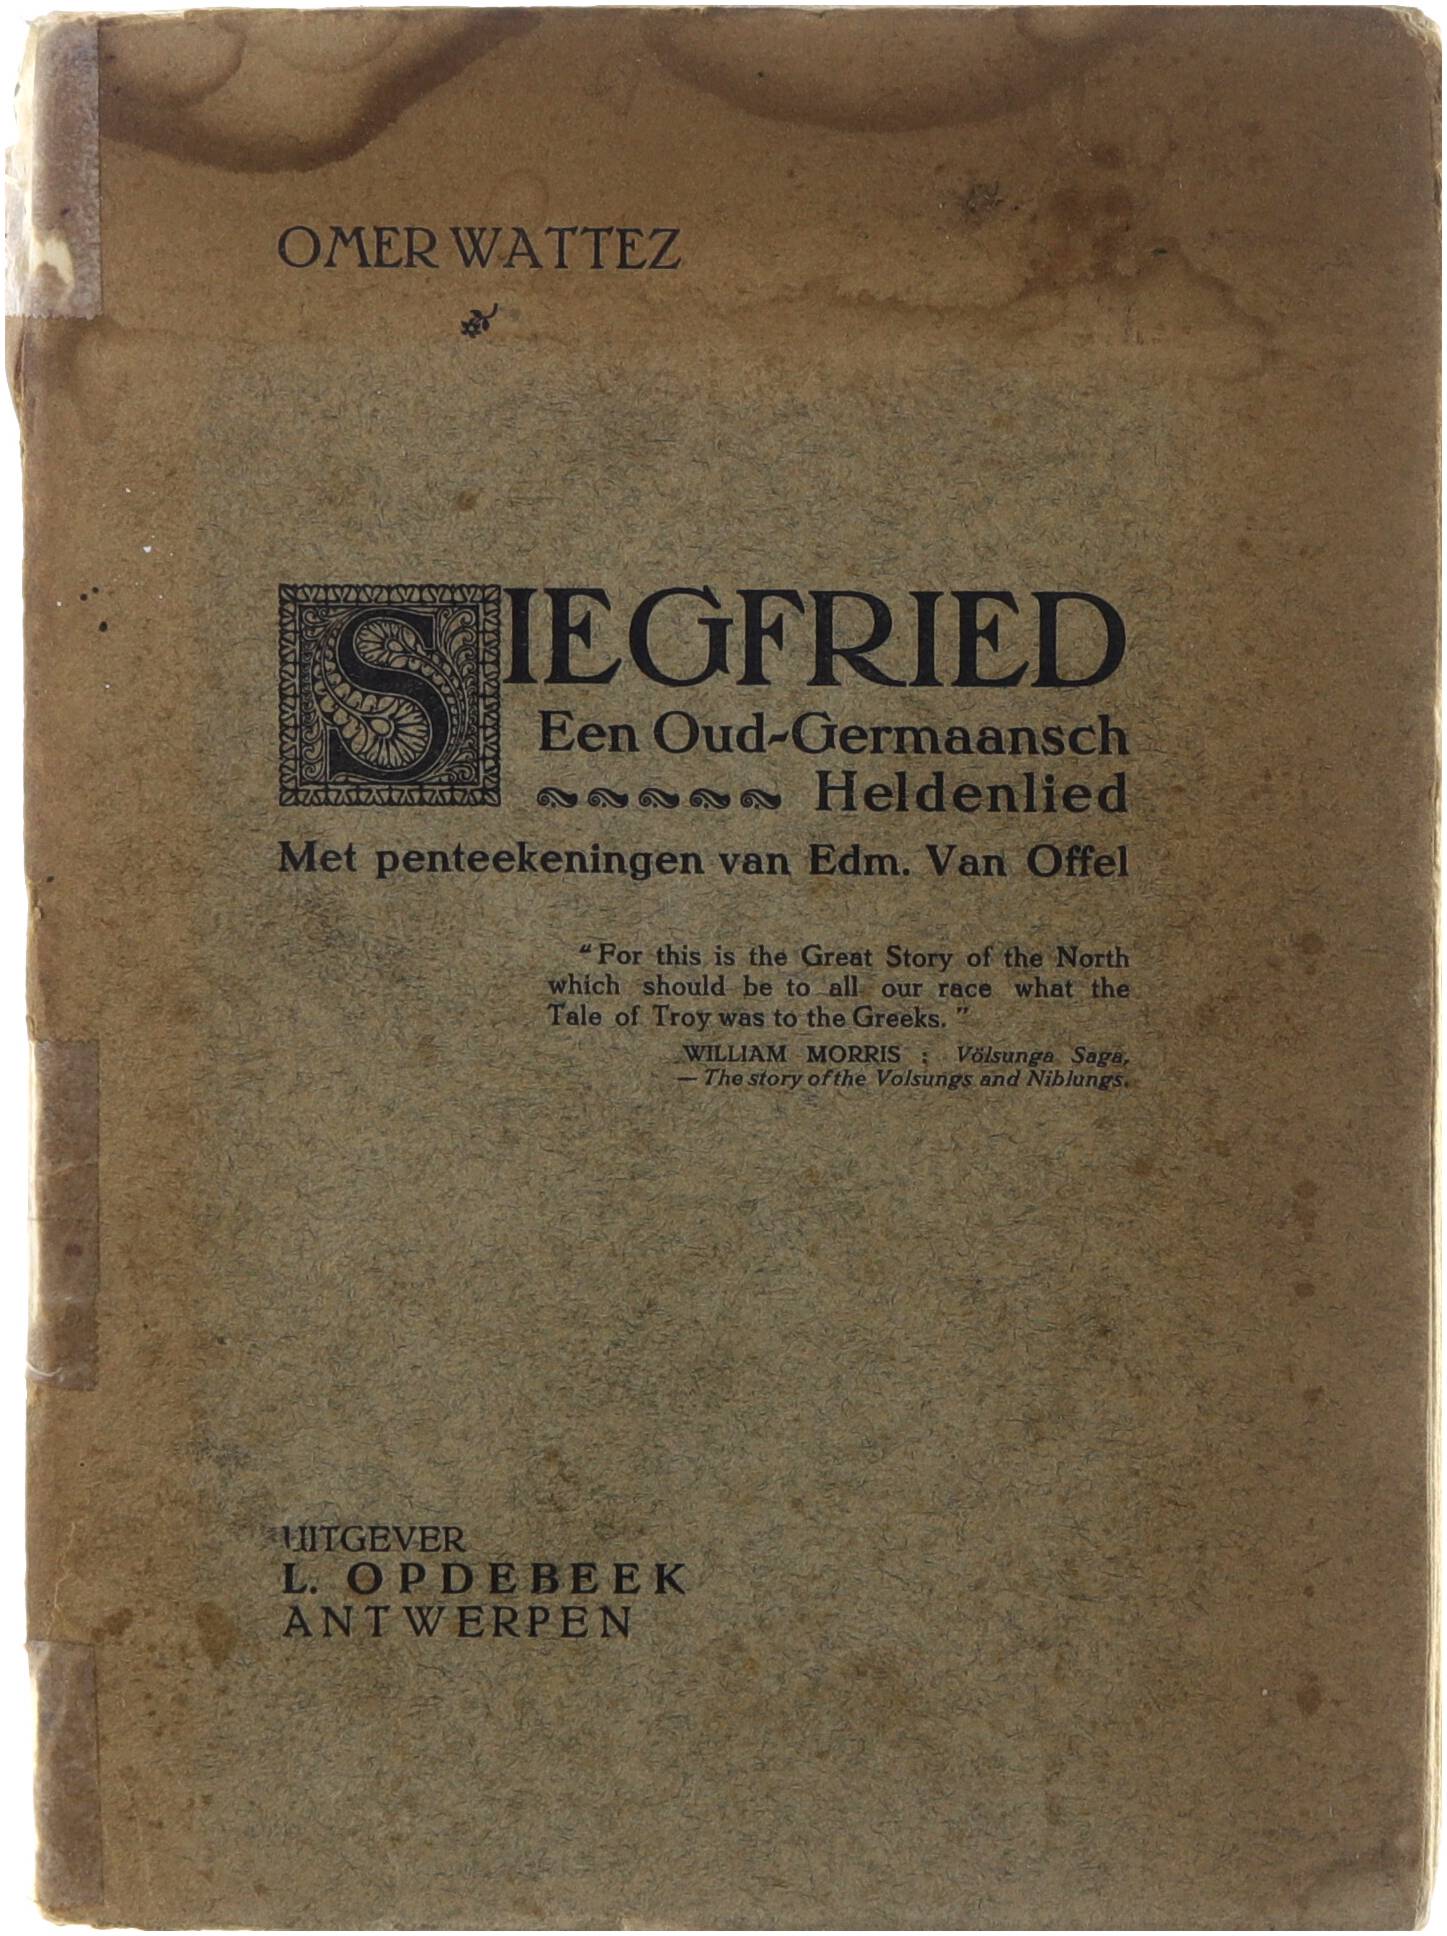 OMER WATTEZ
SIEGFRIED
Een Oud-Germaansch
Heldenlied
Met penteekeningen van Edm. Van Offel
“For this is the Great Story of the North
which should be to all our race what the
Tale of Troy was to the Greeks.”
WILLIAM MORRIS : Völsunga Saga,
— The story of the Volsungs and Niblungs.
UITGEVER
L. OPDEBEEK
ANTWERPEN